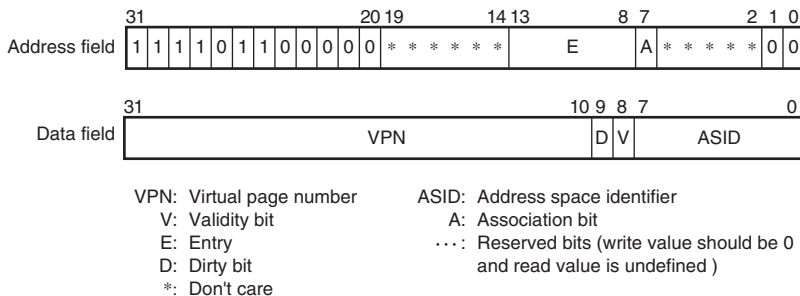 31 20 19 14 13 8 7 2 1 0
Address field 1 1 1 1 0 1 1 0 0 0 0 0 * * * * * * E A * * * * * 0 0
31 10 9 8 7 0
Data field VPN D V ASID
VPN: Virtual page number ASID: Address space identifier
V: Validity bit A: Association bit
E: Entry ⋯: Reserved bits (write value should be 0
D: Dirty bit and read value is undefined )
*: Don't care